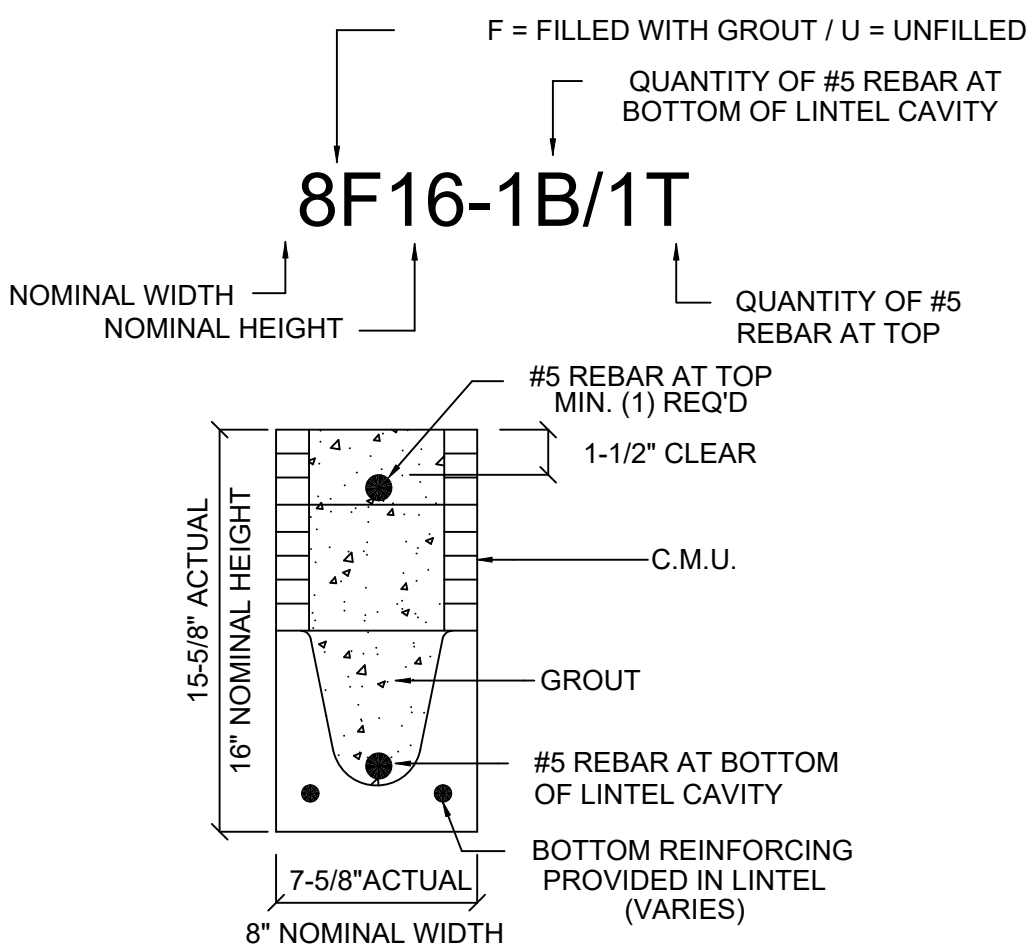 F = FILLED WITH GROUT / U = UNFILLED
QUANTITY OF #5 REBAR AT
BOTTOM OF LINTEL CAVITY
8F16-1B/1T
NOMINAL WIDTH
NOMINAL HEIGHT
QUANTITY OF #5
REBAR AT TOP
#5 REBAR AT TOP
MIN. (1) REQ'D
1-1/2" CLEAR
15-5/8" ACTUAL
16" NOMINAL HEIGHT
C.M.U.
GROUT
#5 REBAR AT BOTTOM
OF LINTEL CAVITY
BOTTOM REINFORCING
PROVIDED IN LINTEL
(VARIES)
7-5/8"ACTUAL
8" NOMINAL WIDTH